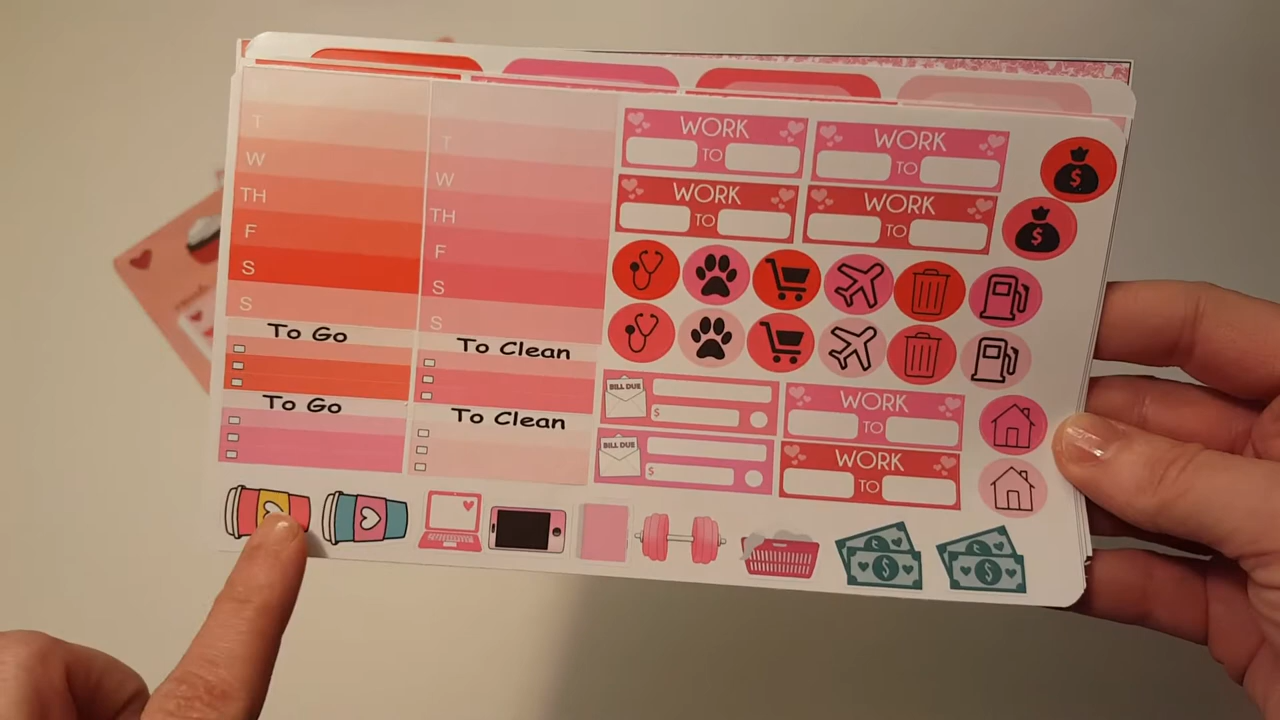 T
W
TH
F
S
S
To Go
To Go
T
W
TH
F
S
S
To Clean
To Clean
WORK
TO
WORK
TO
WORK
TO
WORK
TO
$
$
BILL DUE
$
BILL DUE
$
WORK
TO
WORK
TO
$
$